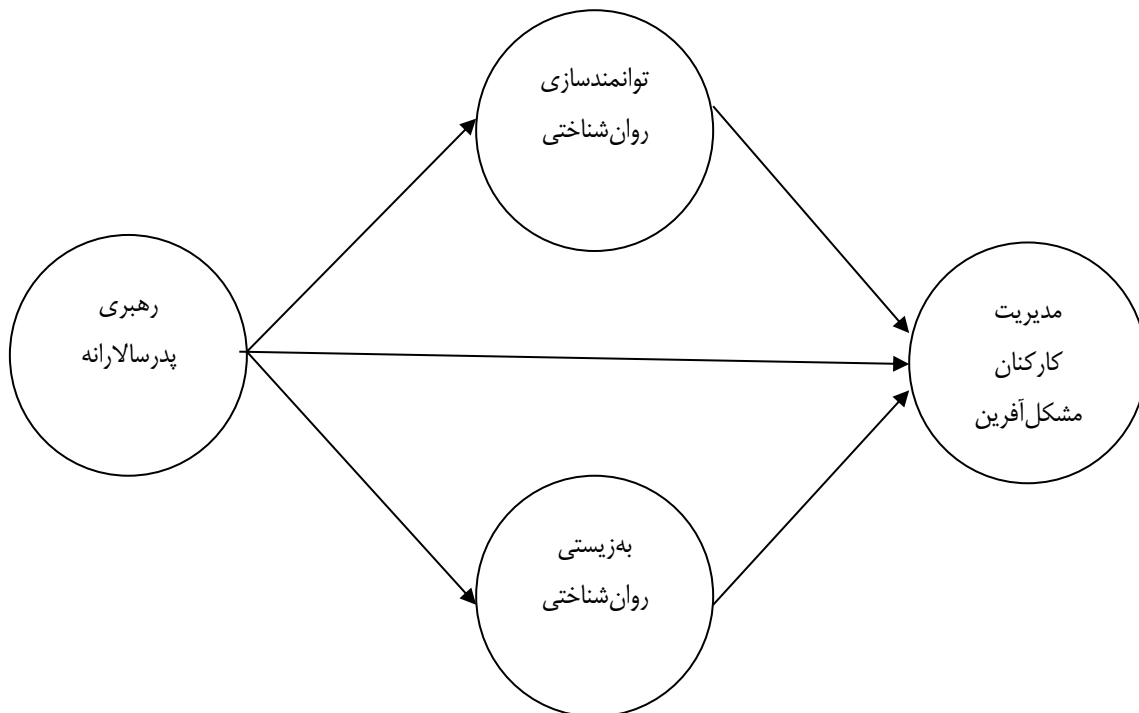 توانمندسازی
روان‌شناختی
رهبری
پدرسالارانه
مدیریت
کارکنان
مشکل‌آفرین
به‌زیستی
روان‌شناختی